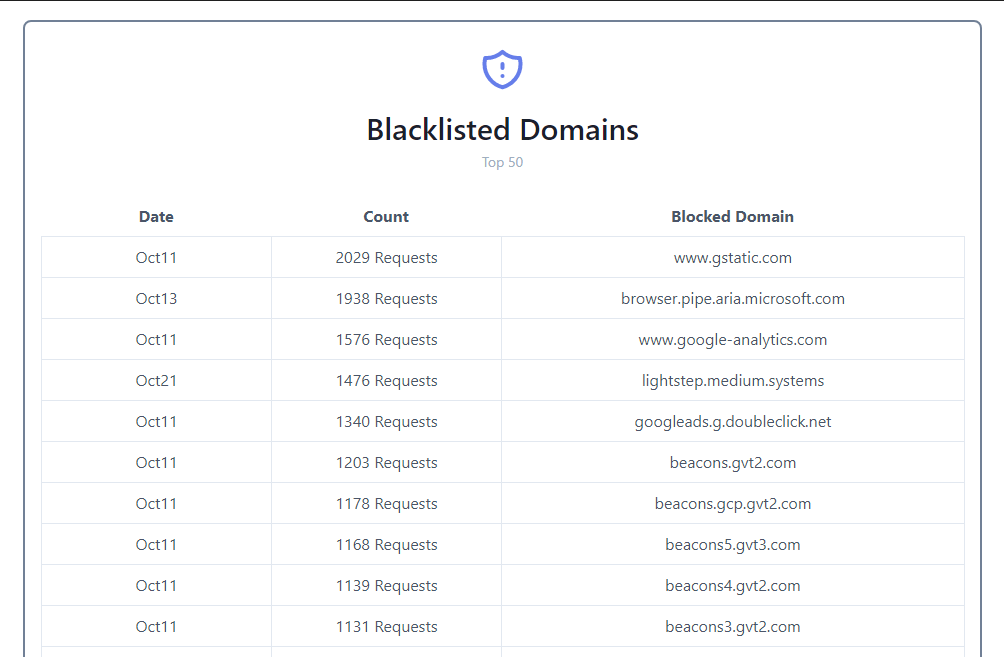 Blacklisted Domains
Top 50
Date Count Blocked Domain
Oct11 2029 Requests www.gstatic.com
Oct13 1938 Requests browser.pipe.aria.microsoft.com
Oct11 1576 Requests www.google-analytics.com
Oct21 1476 Requests lightstep.medium.systems
Oct11 1340 Requests googleads.g.doubleclick.net
Oct11 1203 Requests beacons.gvt2.com
Oct11 1178 Requests beacons.gcp.gvt2.com
Oct11 1168 Requests beacons5.gvt3.com
Oct11 1139 Requests beacons4.gvt2.com
Oct11 1131 Requests beacons3.gvt2.com